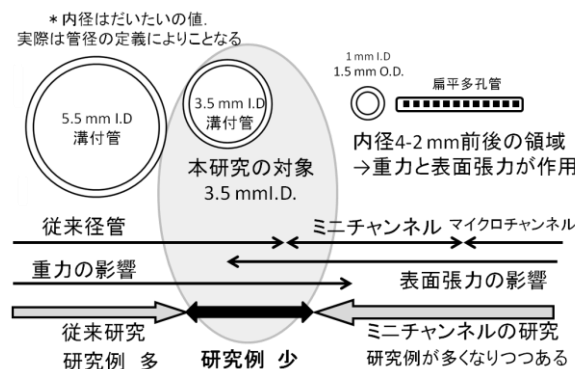 ＊内径はだいたいの値.
実際は管径の定義によりことなる
5.5 mm I.D
溝付管
3.5 mm I.D
溝付管
1 mm I.D
1.5 mm O.D.
扁平多孔管
本研究の対象
3.5 mmI.D.
内径4-2 mm前後の領域
→重力と表面張力が作用
従来径管
ミニチャンネル
マイクロチャンネル
重力の影響
表面張力の影響
従来研究
研究例 多
研究例 少
ミニチャンネルの研究
研究例が多くなりつつある